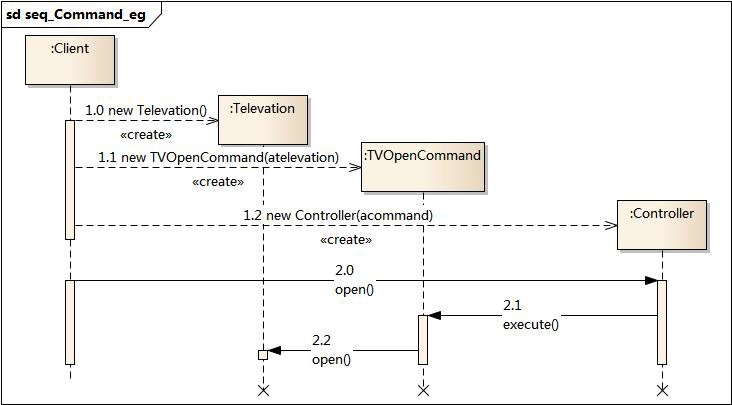 sd seq_Command_eg
:Client
1.0 new Televation()
:Televation
«create»
1.1 new TVOpenCommand(atelevation)
:TVOpenCommand
«create»
1.2 new Controller(acommand)
:Controller
«create»
2.0
open()
2.1
execute()
2.2
open()